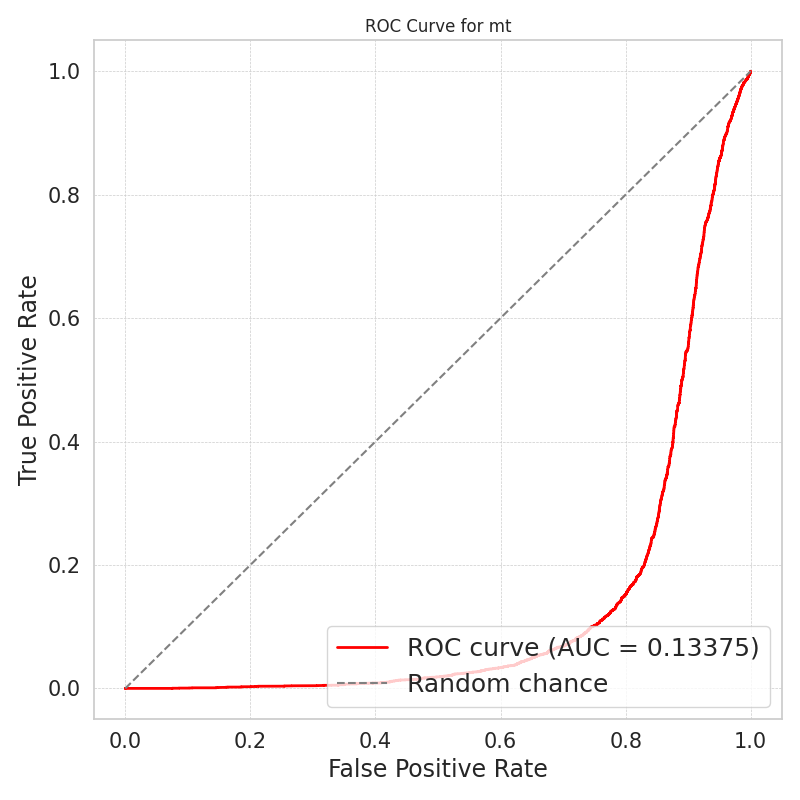 ROC Curve for mt
True Positive Rate
1.0
0.8
0.6
0.4
0.2
0.0
ROC curve (AUC = 0.13375)
Random chance
0.0 0.2 0.4 0.6 0.8 1.0
False Positive Rate